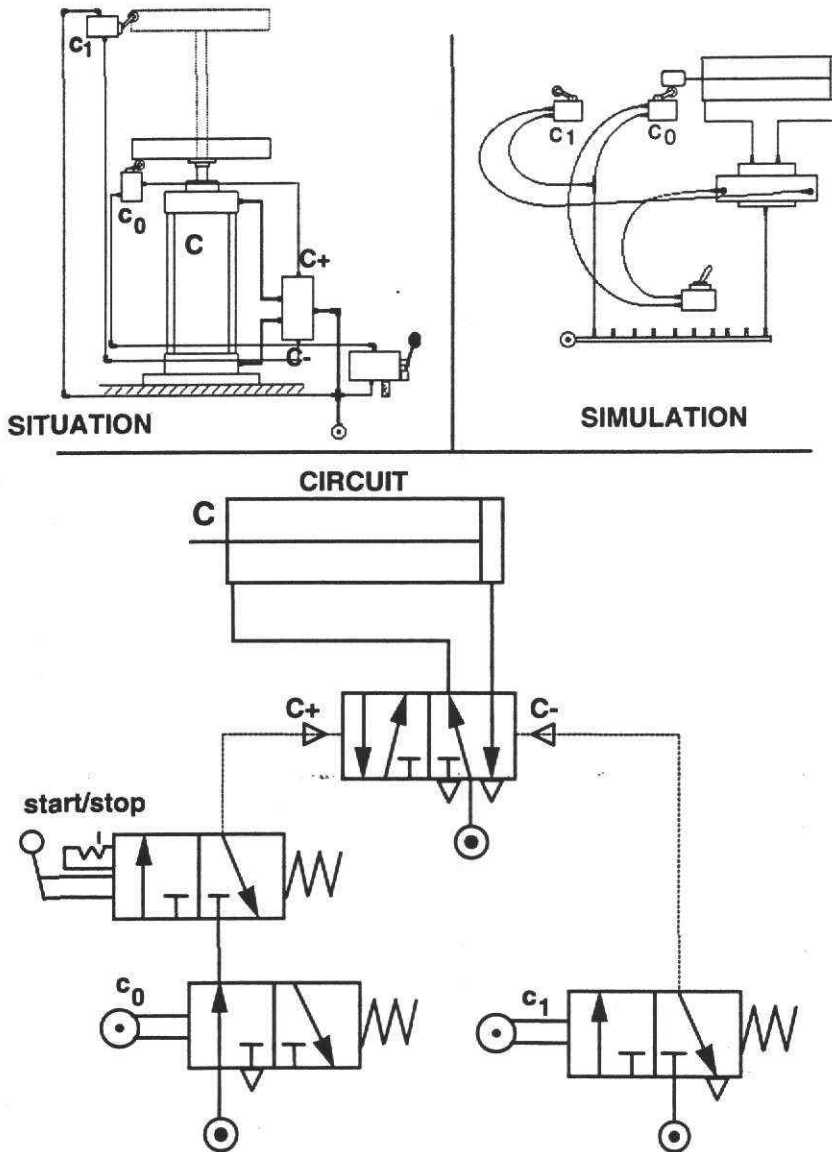 c1
c0
C
C+
C-
SITUATION
c1
c0
SIMULATION
CIRCUIT
C
C+
C-
start/stop
c0
c1